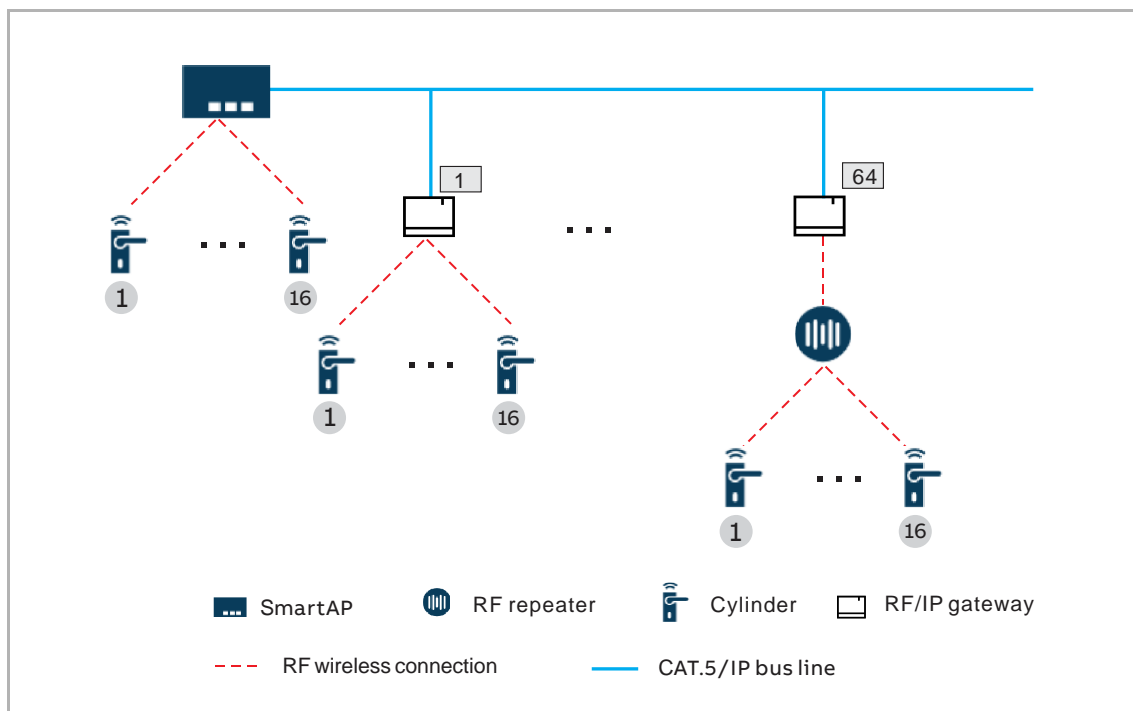 1
64
1
16
1
16
1
16
SmartAP
RF repeater
Cylinder
RF/IP gateway
RF wireless connection
CAT.5/IP bus line